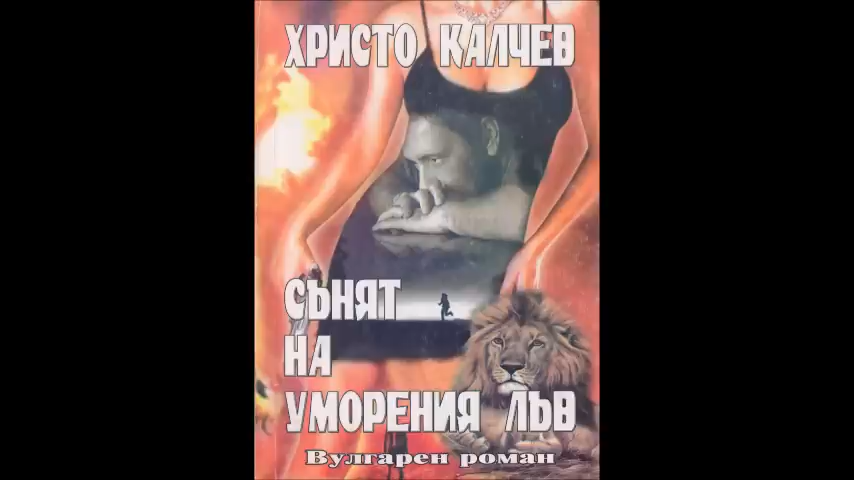 ХРИСТО КАЛЧЕВ
СЪНЯТ
НА
УМОРЕНИЯ ЛЪВ
Вулгарен роман